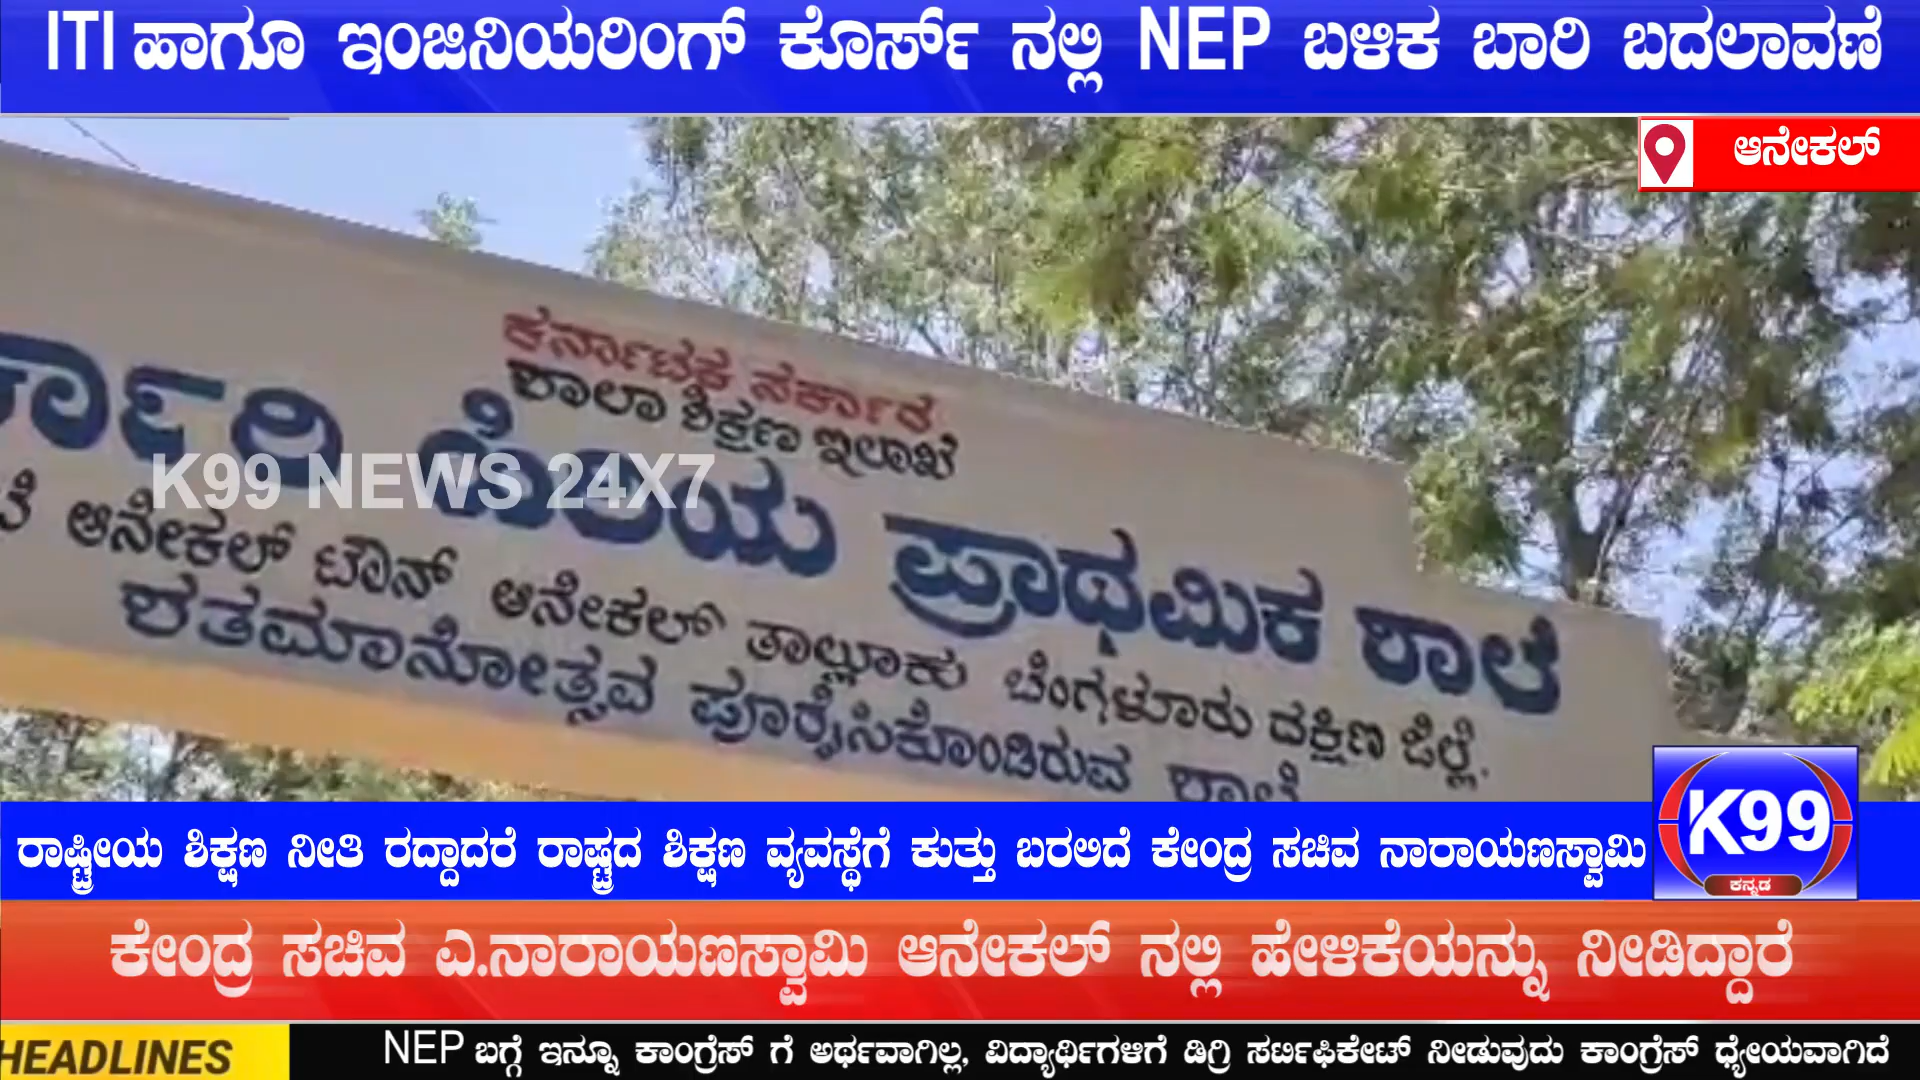 ITI ಹಾಗೂ ಇಂಜಿನಿಯರಿಂಗ್ ಕೊರ್ಸ್ ನಲ್ಲಿ NEP ಬಳಿಕ ಬಾರಿ ಬದಲಾವಣೆ
ಆನೇಕಲ್
ಕರ್ನಾಟಕ ಸರ್ಕಾರ
ಶಾಲಾ ಶಿಕ್ಷಣ ಇಲಾಖೆ
ಹಿರಿಯ ಪ್ರಾಥಮಿಕ ಶಾಲೆ
K99 NEWS 24X7
ಆನೇಕಲ್ ಟೌನ್ ಆನೇಕಲ್ ತಾಲ್ಲೂಕು ಬೆಂಗಳೂರು ದಕ್ಷಿಣ ಜಿಲ್ಲೆ.
ಶತಮಾನೋತ್ಸವ ಪೂರೈಸಿಕೊಂಡಿರುವ ಶಾಲೆ
K99
ಕನ್ನಡ
ರಾಷ್ಟ್ರೀಯ ಶಿಕ್ಷಣ ನೀತಿ ರದ್ದಾದರೆ ರಾಷ್ಟ್ರದ ಶಿಕ್ಷಣ ವ್ಯವಸ್ಥೆಗೆ ಕುತ್ತು ಬರಲಿದೆ ಕೇಂದ್ರ ಸಚಿವ ನಾರಾಯಣಸ್ವಾಮಿ
ಕೇಂದ್ರ ಸಚಿವ ಎ.ನಾರಾಯಣಸ್ವಾಮಿ ಆನೇಕಲ್ ನಲ್ಲಿ ಹೇಳಿಕೆಯನ್ನು ನೀಡಿದ್ದಾರೆ
HEADLINES
NEP ಬಗ್ಗೆ ಇನ್ನೂ ಕಾಂಗ್ರೆಸ್ ಗೆ ಅರ್ಥವಾಗಿಲ್ಲ, ವಿದ್ಯಾರ್ಥಿಗಳಿಗೆ ಡಿಗ್ರಿ ಸರ್ಟಿಫಿಕೇಟ್ ನೀಡುವುದು ಕಾಂಗ್ರೆಸ್ ಧ್ಯೇಯವಾಗಿದೆ